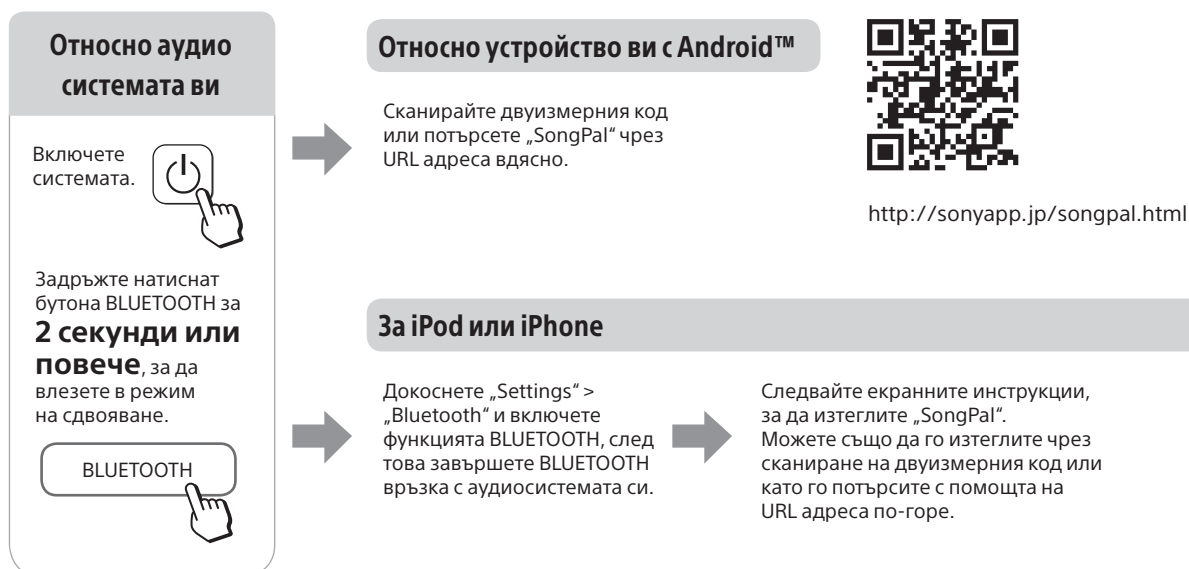 Относно аудио
системата ви
Включете
системата.
Задръжте натиснат
бутона BLUETOOTH за
2 секунди или
повече, за да
влезете в режим
на сдвояване.
BLUETOOTH
Относно устройство ви с Android™
Сканирайте двуизмерния код
или потърсете „SongPal“ чрез
URL адреса вдясно.
http://sonyapp.jp/songpal.html
За iPod или iPhone
Докоснете „Settings“ >
„Bluetooth“ и включете
функцията BLUETOOTH, след
това завършете BLUETOOTH
връзка с аудиосистемата си.
Следвайте екранните инструкции,
за да изтеглите „SongPal“.
Можете също да го изтеглите чрез
сканиране на двуизмерния код или
като го потърсите с помощта на
URL адреса по-горе.